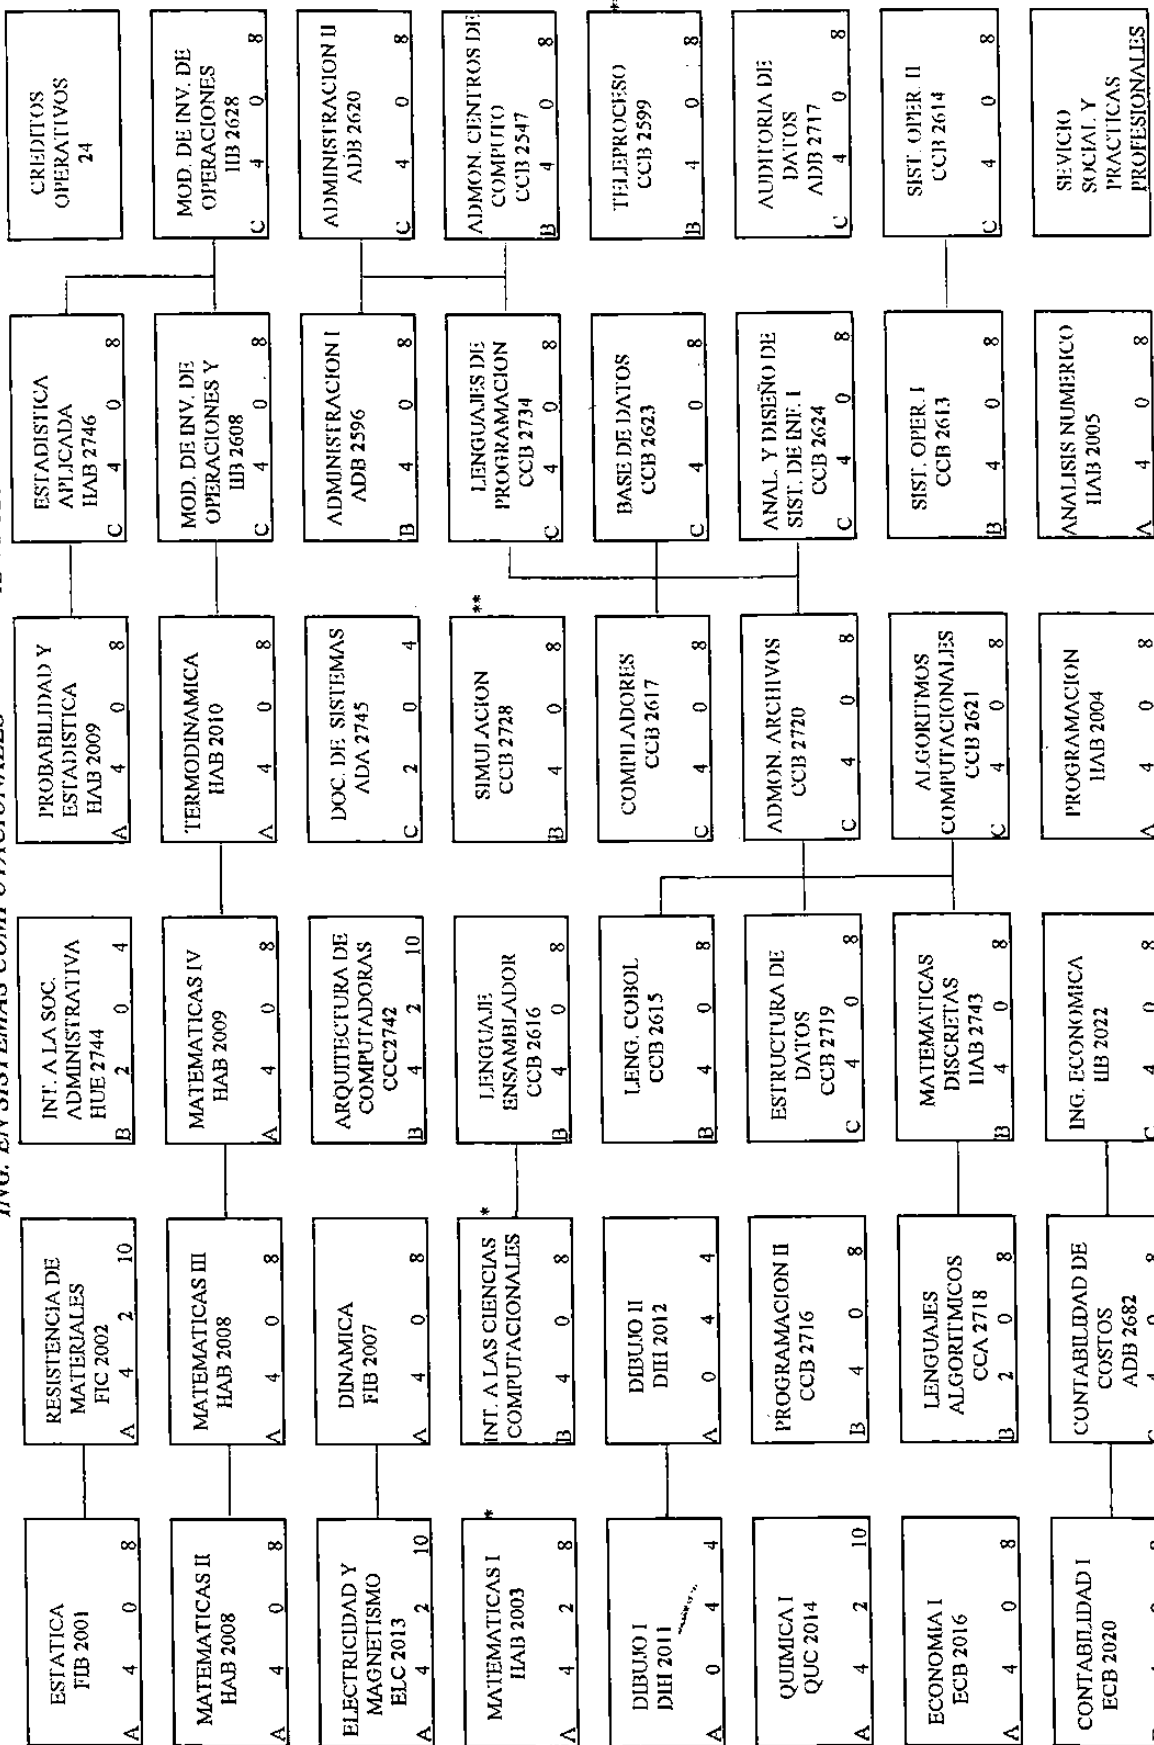 ING. EN SISTEMAS COMPUTACIONALES
ESTATICA
FIB 2001
A 4 0 8
RESISTENCIA DE
MATERIALES
FIC 2002
A 4 2 10
INT. A LA SOC.
ADMINISTRATIVA
HUE 2744
B 2 0 4
PROBABILIDAD Y
ESTADISTICA
HAB 2009
A 4 0 8
ESTADISTICA
APLICADA
HAB 2746
C 4 0 8
CREDITOS
OPERATIVOS
24
MATEMATICAS II
HAB 2008
A 4 0 8
MATEMATICAS III
HAB 2008
A 4 0 8
MATEMATICAS IV
HAB 2009
A 4 0 8
TERMODINAMICA
HAB 2010
A 4 0 8
MOD. DE INV. DE
OPERACIONES Y
IIB 2608
C 4 0 8
MOD. DE INV. DE
OPERACIONES
IIB 2628
C 4 0 8
ELECTRICIDAD Y
MAGNETISMO
ELC 2013
A 4 2 10
DINAMICA
FIB 2007
A 4 0 8
ARQUITECTURA DE
COMPUTADORAS
CCC2742
B 4 2 10
DOC. DE SISTEMAS
ADA 2745
C 2 0 4
ADMINISTRACION I
ADB 2596
B 4 0 8
ADMINISTRACION II
ADB 2620
C 4 0 8
MATEMATICAS I *
HAB 2003
A 4 2 8
INT. A LAS CIENCIAS *
COMPUTACIONALES
B 4 0 8
LENGUAJE
ENSAMBLADOR
CCB 2616
B 4 0 8
SIMULACION **
CCB 2728
B 4 0 8
LENGUAJES DE
PROGRAMACION
CCB 2734
C 4 0 8
ADMON. CENTROS DE
COMPUTO
CCB 2547
B 4 0 8
DIBUJO I
DIH 2011
A 0 4 4
DIBUJO II
DIH 2012
A 0 4 4
LENG. COBOL
CCB 2615
B 4 0 8
COMPILADORES
CCB 2617
C 4 0 8
BASE DE DATOS
CCB 2623
C 4 0 8
TELEPROCESO **
CCB 2599
B 4 0 8
QUIMICA I
QUC 2014
A 4 2 10
PROGRAMACION II
CCB 2716
B 4 0 8
ESTRUCTURA DE
DATOS
CCB 2719
C 4 0 8
ADMON. ARCHIVOS
CCB 2720
C 4 0 8
ANAL. Y DISEÑO DE
SIST. DE INF. I
CCB 2624
C 4 0 8
AUDITORIA DE
DATOS
ADB 2717
C 4 0 8
ECONOMIA I
ECB 2016
A 4 0 8
LENGUAJES
ALGORITMICOS
CCA 2718
B 2 0 8
MATEMATICAS
DISCRETAS
HAB 2743
B 4 0 8
ALGORITMOS
COMPUTACIONALES
CCB 2621
C 4 0 8
SIST. OPER. I
CCB 2613
B 4 0 8
SIST. OPER. II
CCB 2614
C 4 0 8
CONTABILIDAD I
ECB 2020
CONTABILIDAD DE
COSTOS
ADB 2682
C 4 0 8
ING. ECONOMICA
IIB 2022
C 4 0 8
PROGRAMACION
HAB 2004
A 4 0 8
ANALISIS NUMERICO
HAB 2005
A 4 0 8
SEVICIO
SOCIAL Y
PRACTICAS
PROFESIONALES